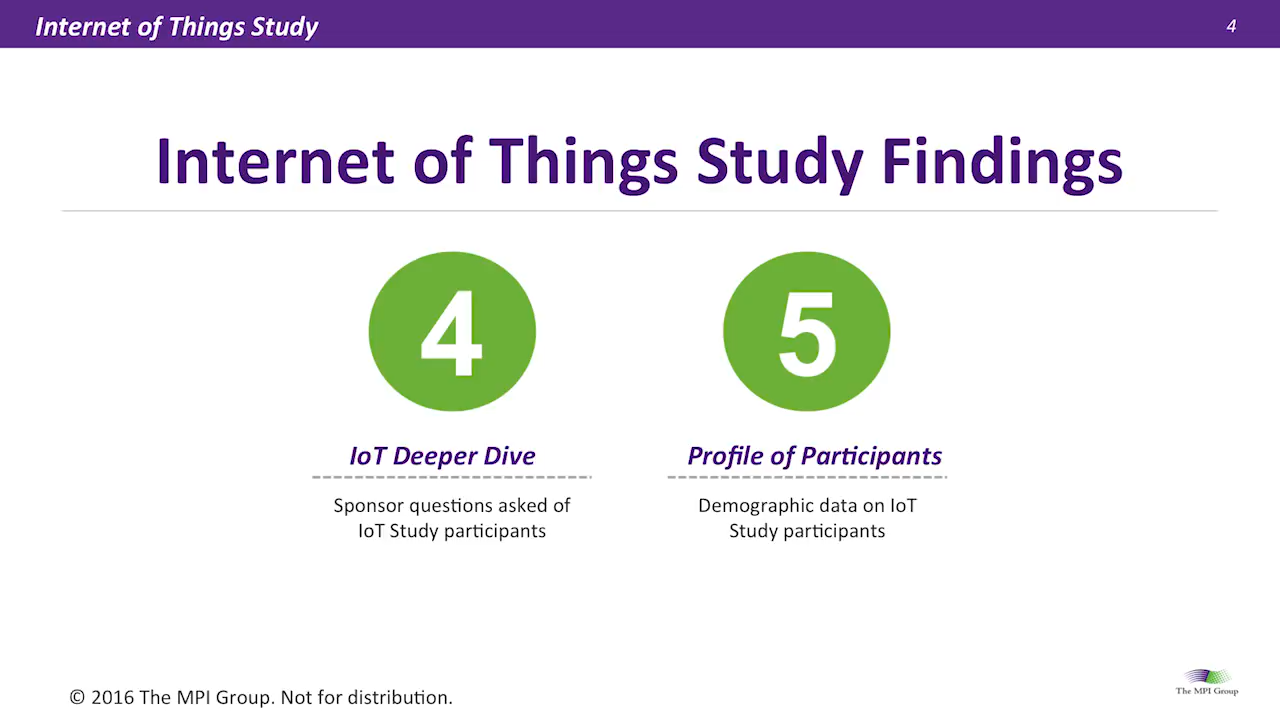 Internet of Things Study
4
Internet of Things Study Findings
4
5
IoT Deeper Dive
Profile of Participants
Sponsor questions asked of
IoT Study participants
Demographic data on IoT
Study participants
© 2016 The MPI Group. Not for distribution.
The MPI Group